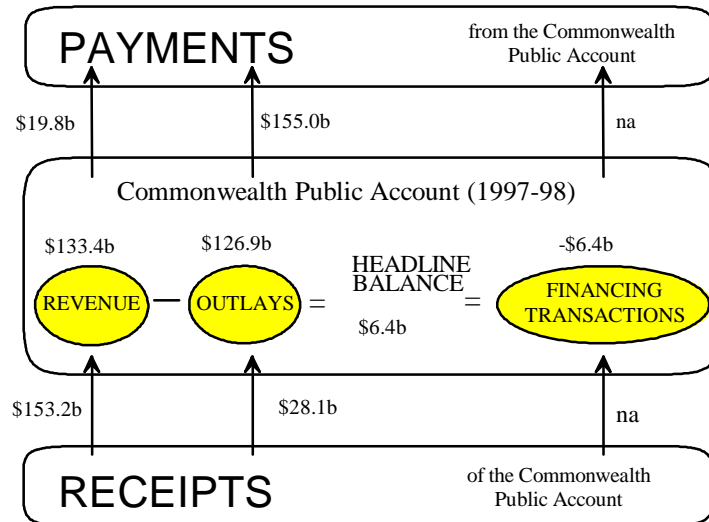 PAYMENTS
from the Commonwealth
Public Account
$19.8b
$155.0b
na
Commonwealth Public Account (1997-98)
$133.4b
$126.9b
-$6.4b
REVENUE
—
OUTLAYS
=
HEADLINE
BALANCE
$6.4b
=
FINANCING
TRANSACTIONS
$153.2b
$28.1b
na
RECEIPTS
of the Commonwealth
Public Account